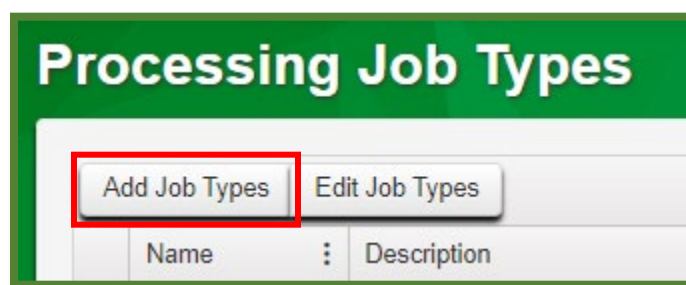 Processing Job Types
Add Job Types Edit Job Types
Name Description